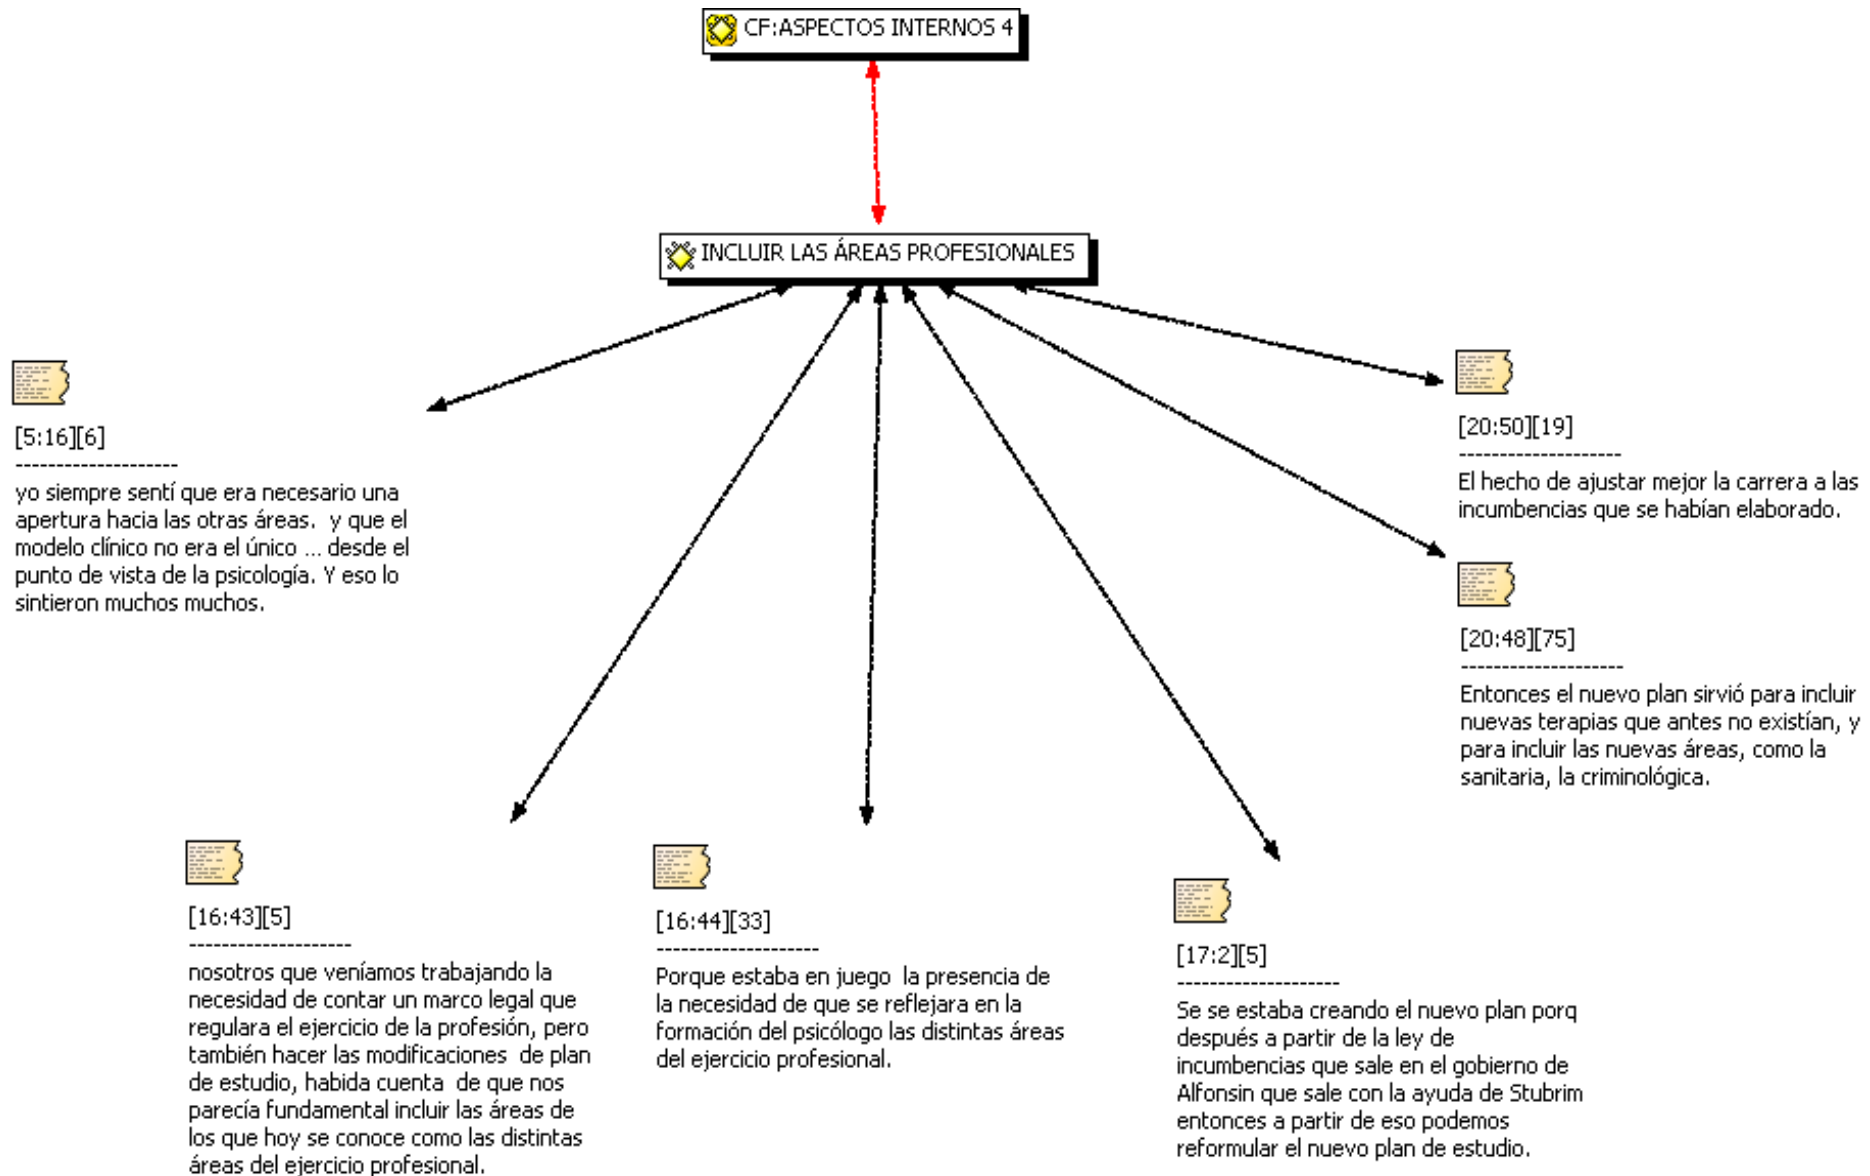 CF:ASPECTOS INTERNOS 4
INCLUIR LAS ÁREAS PROFESIONALES
[5:16][6]
--------------------
yo siempre sentí que era necesario una
apertura hacia las otras áreas.  y que el
modelo clínico no era el único ... desde el
punto de vista de la psicología. Y eso lo
sintieron muchos muchos.
[20:50][19]
--------------------
El hecho de ajustar mejor la carrera a las
incumbencias que se habían elaborado.
[20:48][75]
--------------------
Entonces el nuevo plan sirvió para incluir
nuevas terapias que antes no existían, y
para incluir las nuevas áreas, como la
sanitaria, la criminológica.
[16:43][5]
--------------------
nosotros que veníamos trabajando la
necesidad de contar un marco legal que
regulara el ejercicio de la profesión, pero
también hacer las modificaciones  de plan
de estudio, habida cuenta  de que nos
parecía fundamental incluir las áreas de
los que hoy se conoce como las distintas
áreas del ejercicio profesional.
[16:44][33]
--------------------
Porque estaba en juego  la presencia de
la necesidad de que se reflejara en la
formación del psicólogo las distintas áreas
del ejercicio profesional.
[17:2][5]
--------------------
Se se estaba creando el nuevo plan porq
después a partir de la ley de
incumbencias que sale en el gobierno de
Alfonsin que sale con la ayuda de Stubrim
entonces a partir de eso podemos
reformular el nuevo plan de estudio.